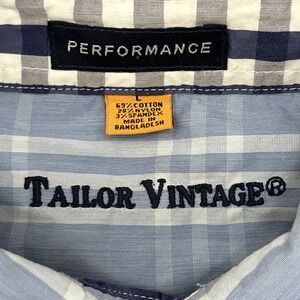 PERFORMANCE
L
69% COTTON
28% NYLON
3% SPANDEX
MADE IN
BANGLADESH
TAILOR VINTAGE®